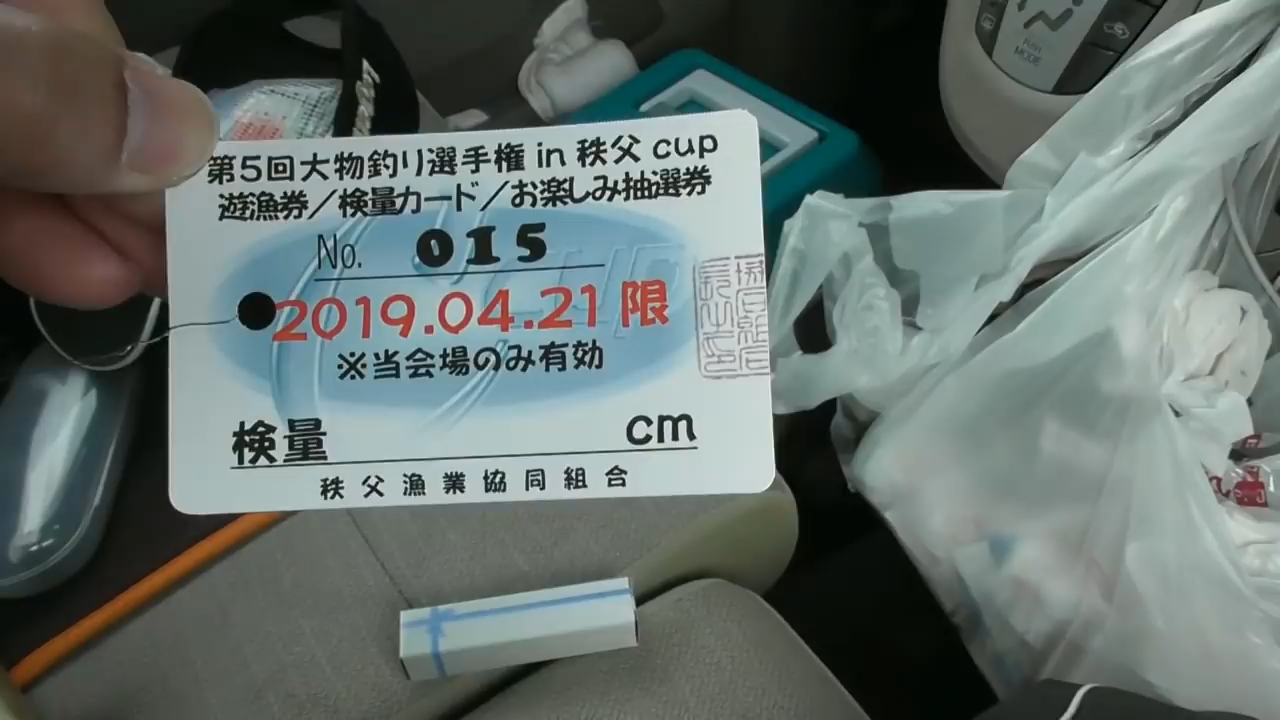 第5回大物釣り選手権 in 秩父 cup
遊漁券／検量カード／お楽しみ抽選券
No. 015
2019.04.21 限
※当会場のみ有効
検量 cm
秩父漁業協同組合
MODE